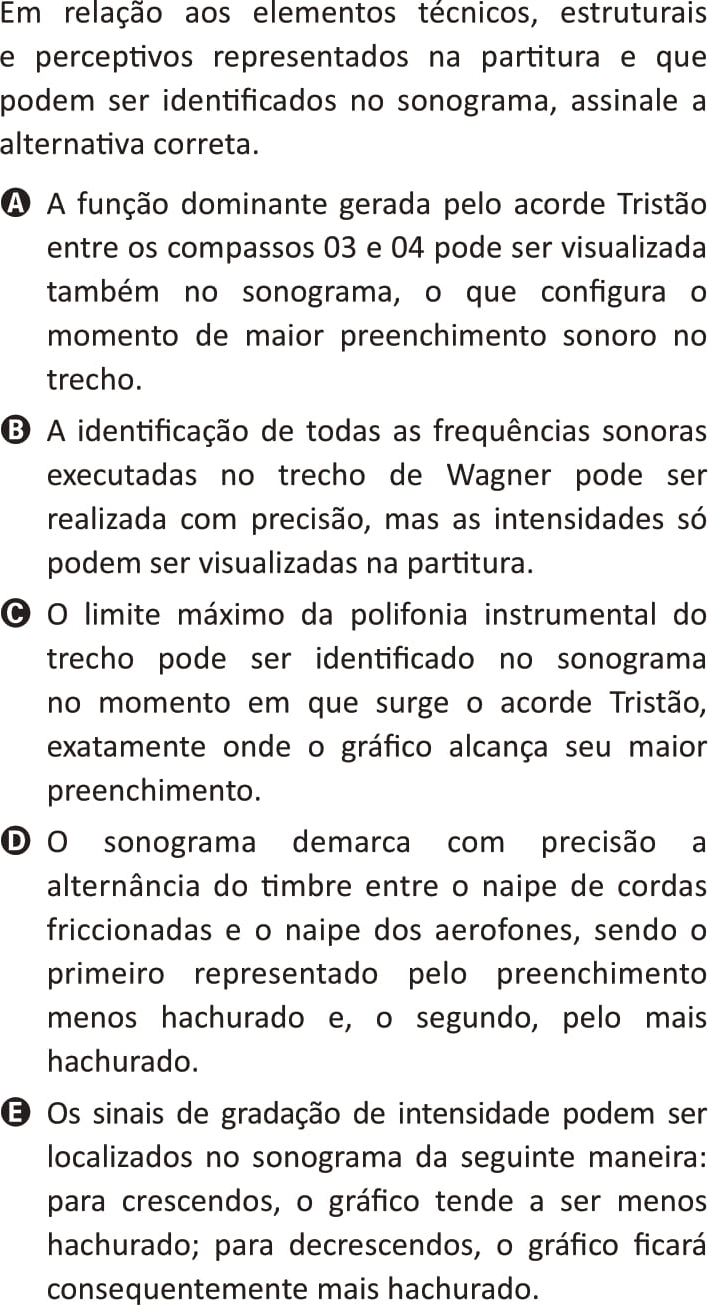 Em relação aos elementos técnicos, estruturais
e perceptivos representados na partitura e que
podem ser identificados no sonograma, assinale a
alternativa correta.
A A função dominante gerada pelo acorde Tristão
entre os compassos 03 e 04 pode ser visualizada
também no sonograma, o que configura o
momento de maior preenchimento sonoro no
trecho.
B A identificação de todas as frequências sonoras
executadas no trecho de Wagner pode ser
realizada com precisão, mas as intensidades só
podem ser visualizadas na partitura.
C O limite máximo da polifonia instrumental do
trecho pode ser identificado no sonograma
no momento em que surge o acorde Tristão,
exatamente onde o gráfico alcança seu maior
preenchimento.
D O sonograma demarca com precisão a
alternância do timbre entre o naipe de cordas
friccionadas e o naipe dos aerofones, sendo o
primeiro representado pelo preenchimento
menos hachurado e, o segundo, pelo mais
hachurado.
E Os sinais de gradação de intensidade podem ser
localizados no sonograma da seguinte maneira:
para crescendos, o gráfico tende a ser menos
hachurado; para decrescendos, o gráfico ficará
consequentemente mais hachurado.